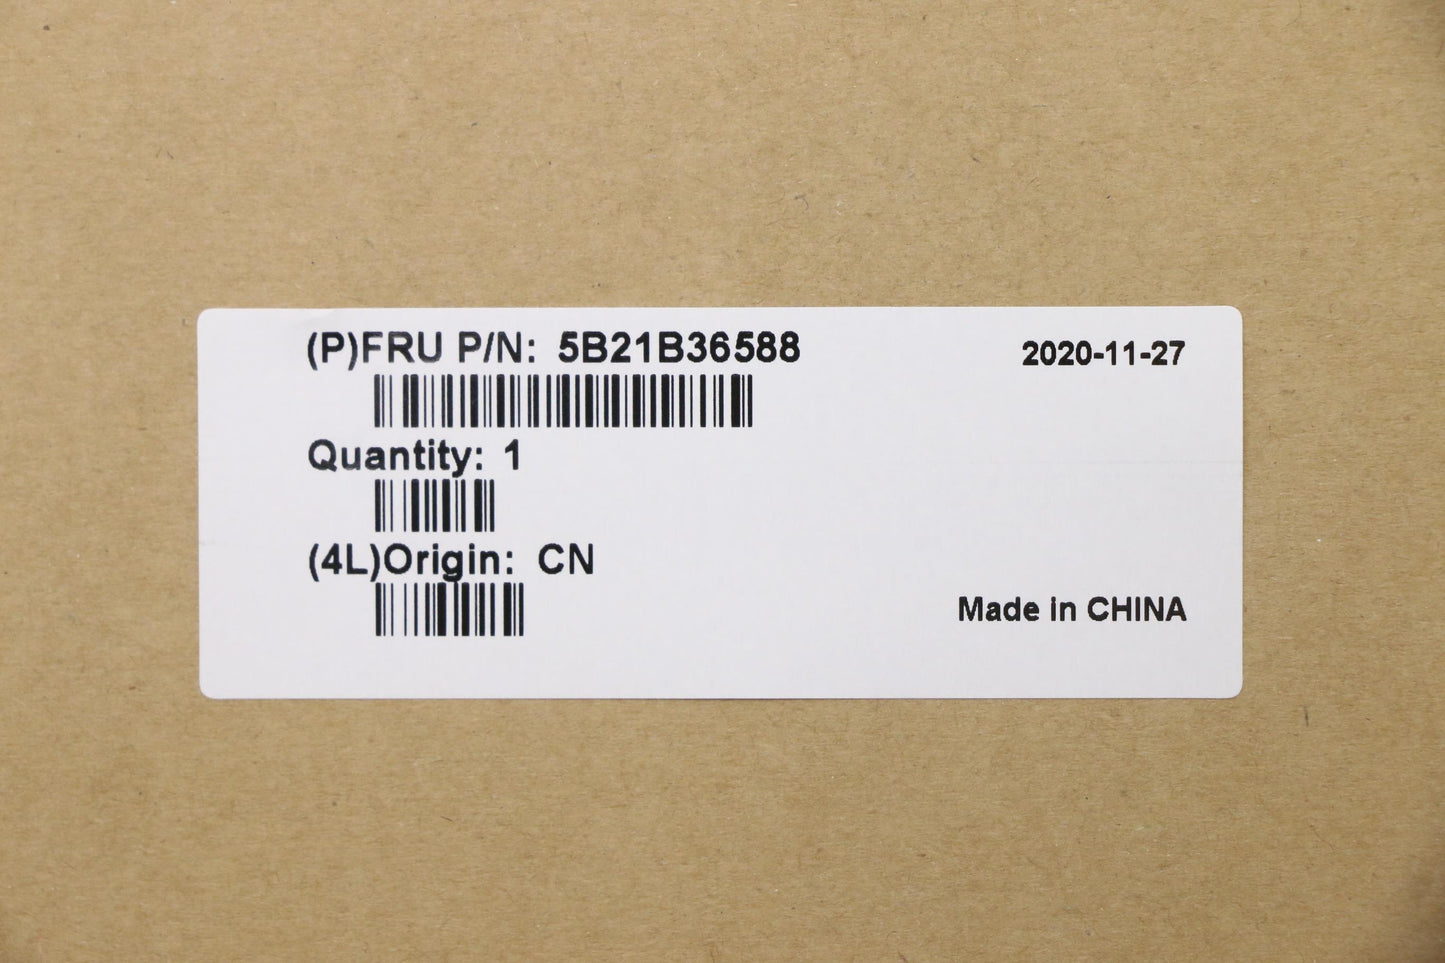 (P)FRU P/N: 5B21B36588
2020-11-27
Quantity: 1
(4L)Origin: CN
Made in CHINA